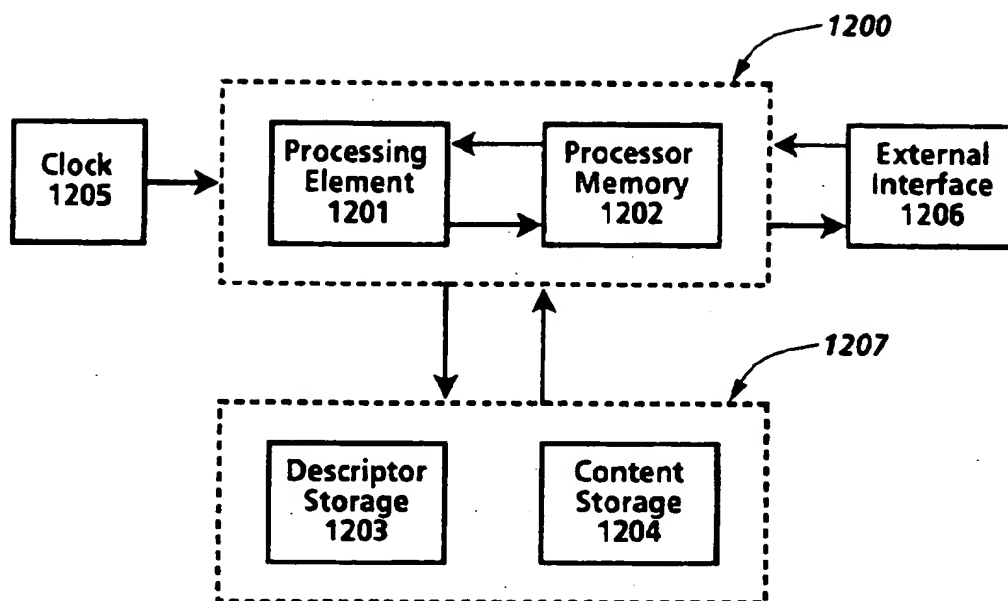 1200
Clock
1205
Processing
Element
1201
Processor
Memory
1202
External
Interface
1206
1207
Descriptor
Storage
1203
Content
Storage
1204